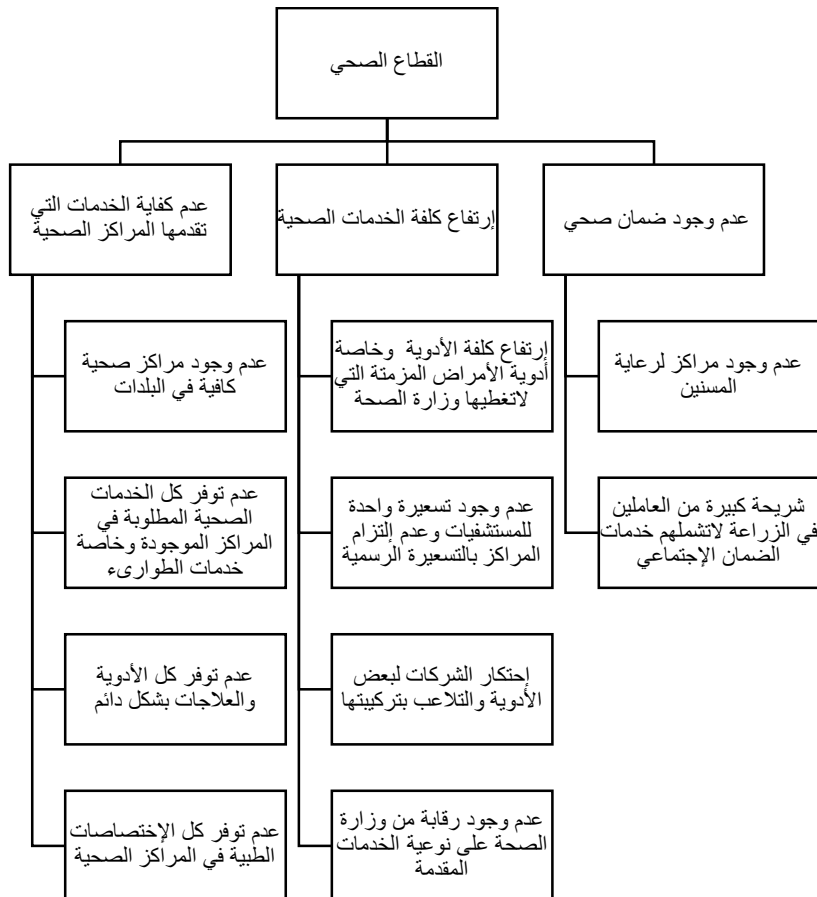 القطاع الصحي
عدم وجود ضمان صحي
إرتفاع كلفة الخدمات الصحية
عدم كفاية الخدمات التي
تقدمها المراكز الصحية
عدم وجود مراكز لرعاية
المسنين
شريحة كبيرة من العاملين
في الزراعة لاتشملهم خدمات
الضمان الإجتماعي
إرتفاع كلفة الأدوية وخاصة
أدوية الأمراض المزمتة التي
لاتغطيها وزارة الصحة
عدم وجود تسعيرة واحدة
للمستشفيات وعدم إلتزام
المراكز بالتسعيرة الرسمية
إحتكار الشركات لبعض
الأدوية والتلاعب بتركيبتها
عدم وجود رقابة من وزارة
الصحة على نوعية الخدمات
المقدمة
عدم وجود مراكز صحية
كافية في البلدات
عدم توفر كل الخدمات
الصحية المطلوبة في
المراكز الموجودة وخاصة
خدمات الطوارىء
عدم توفر كل الأدوية
والعلاجات بشكل دائم
عدم توفر كل الإختصاصات
الطبية في المراكز الصحية